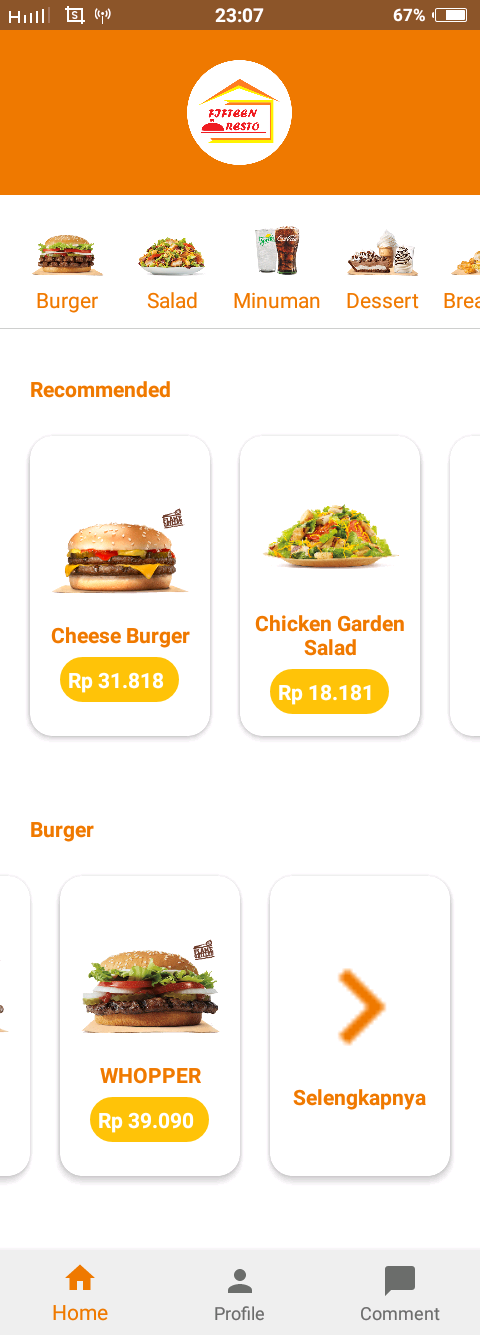 23:07
67%
FIFTEEN
RESTO
Burger
Salad
Minuman
Dessert
Brea
Recommended
Cheese Burger
Rp 31.818
Chicken Garden
Salad
Rp 18.181
Burger
WHOPPER
Rp 39.090
Selengkapnya
Home
Profile
Comment